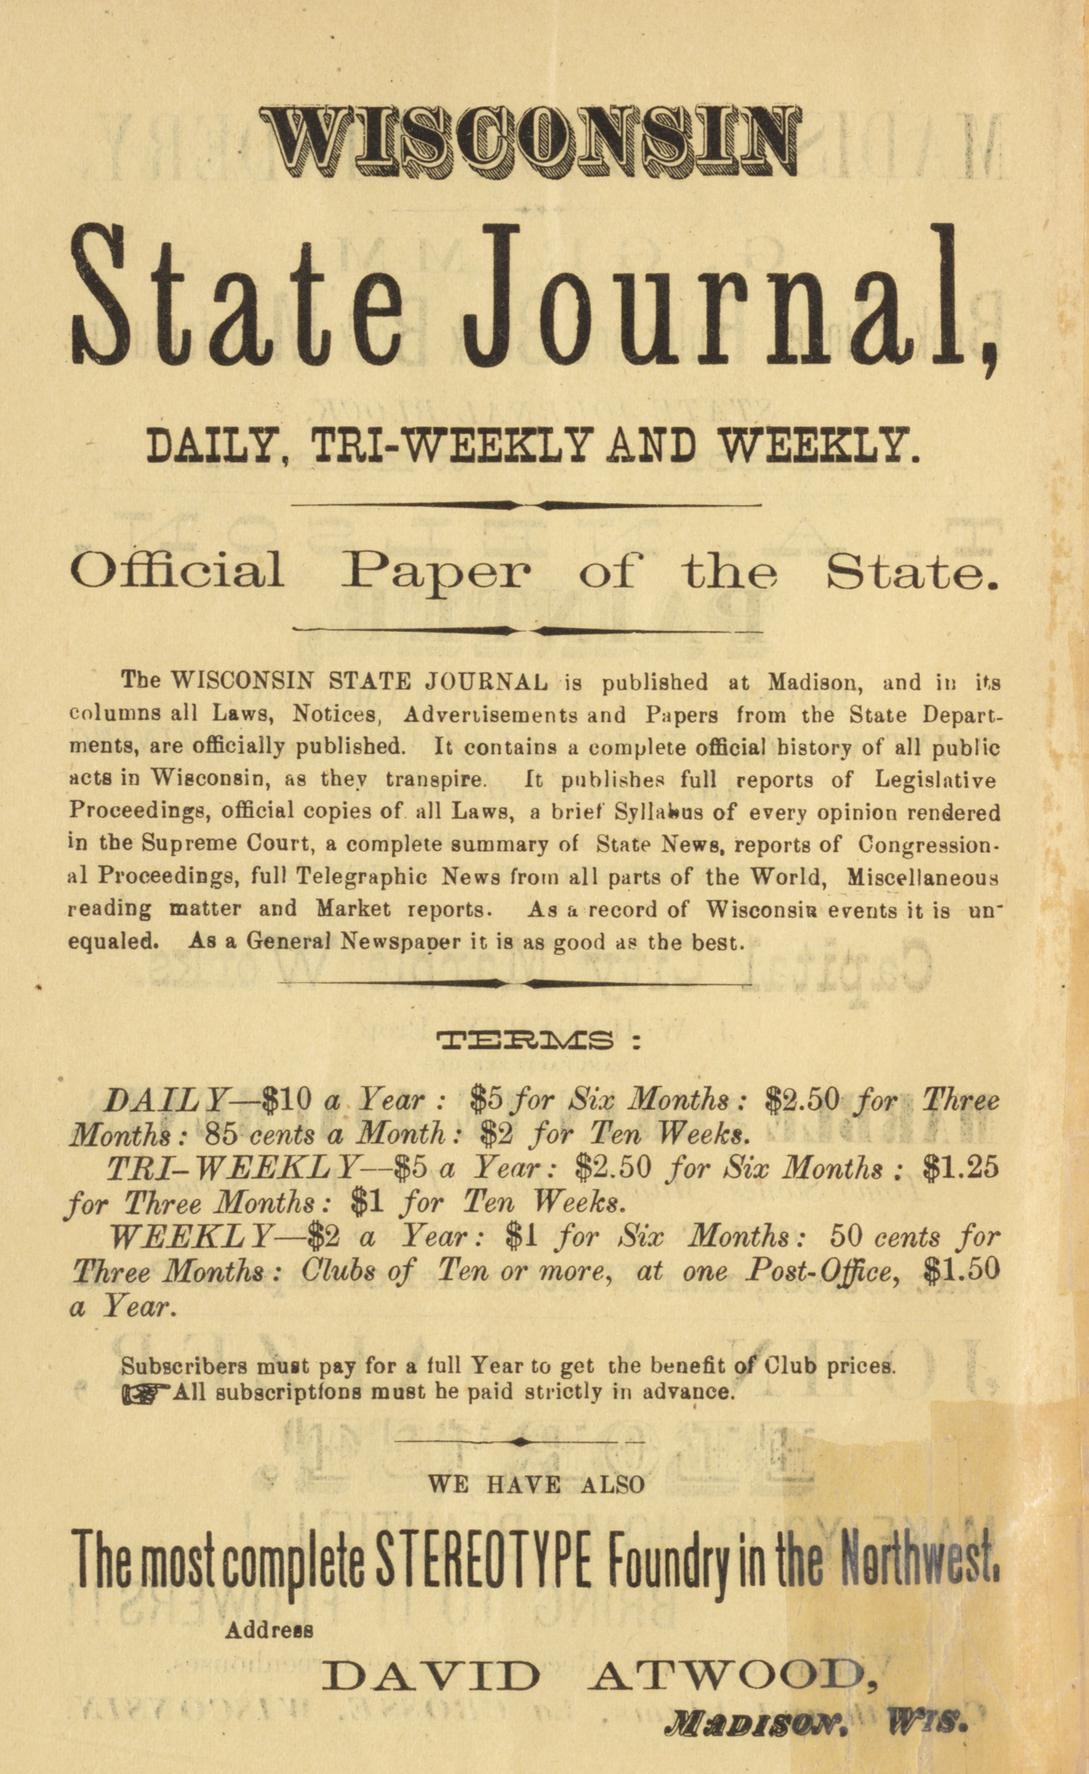 WISCONSIN
State Journal,
DAILY, TRI-WEEKLY AND WEEKLY.
Official Paper of the State.
The WISCONSIN STATE JOURNAL is published at Madison, and in its
columns all Laws, Notices, Advertisements and Papers from the State Depart-
ments, are officially published. It contains a complete official history of all public
acts in Wisconsin, as they transpire. It publishes full reports of Legislative
Proceedings, official copies of all Laws, a brief Syllabus of every opinion rendered
in the Supreme Court, a complete summary of State News, reports of Congression-
al Proceedings, full Telegraphic News from all parts of the World, Miscellaneous
reading matter and Market reports. As a record of Wisconsin events it is un-
equaled. As a General Newspaper it is as good as the best.
TERMS :
DAILY—$10 a Year : $5 for Six Months : $2.50 for Three
Months : 85 cents a Month : $2 for Ten Weeks.
TRI-WEEKLY—$5 a Year : $2.50 for Six Months : $1.25
for Three Months : $1 for Ten Weeks.
WEEKLY—$2 a Year : $1 for Six Months : 50 cents for
Three Months : Clubs of Ten or more, at one Post-Office, $1.50
a Year.
Subscribers must pay for a full Year to get the benefit of Club prices.
☞ All subscriptions must be paid strictly in advance.
WE HAVE ALSO
The most complete STEREOTYPE Foundry in the Northwest.
Address
DAVID ATWOOD,
MADISON, WIS.